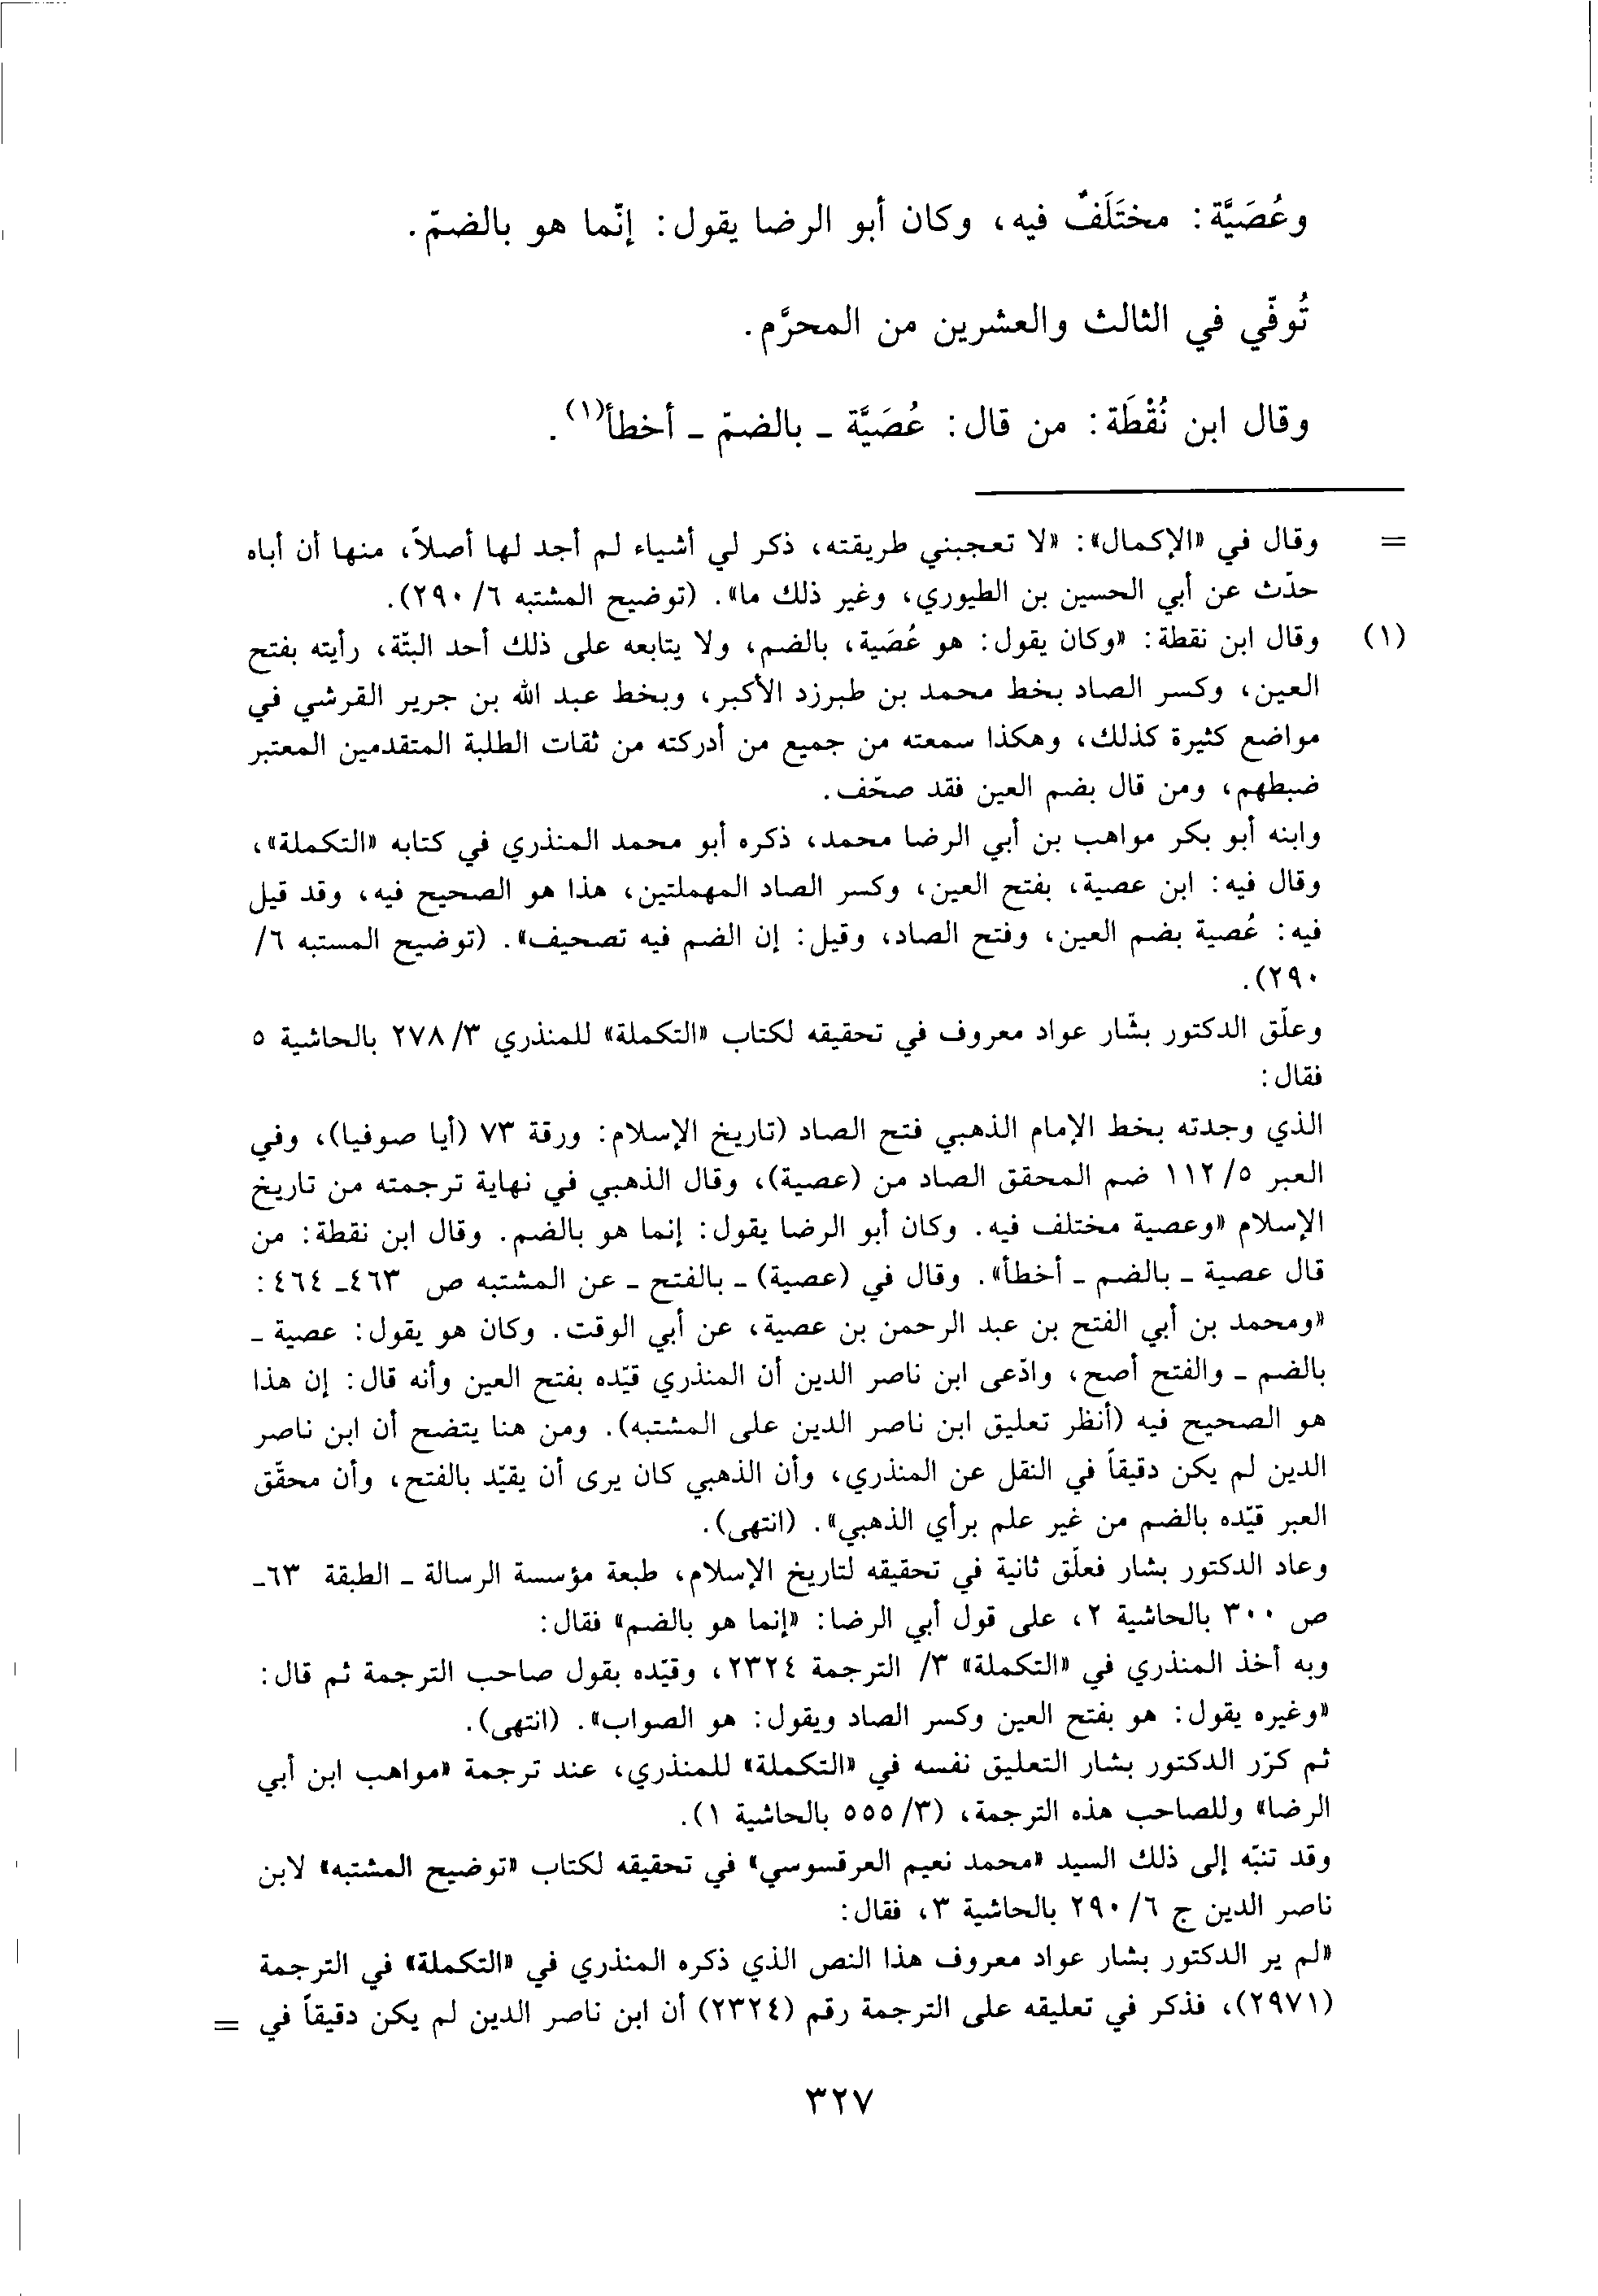 وعُصَيَّة: مختَلَفٌ فيه، وكان أبو الرضا يقول: إنّما هو بالضمّ.
تُوفّي في الثالث والعشرين من المحرَّم.
وقال ابن نُقْطَة: من قال: عُصَيَّة ـ بالضمّ ـ أخطأ(١).
= وقال في «الإكمال»: «لا تعجبني طريقته، ذكر لي أشياء لم أجد لها أصلاً، منها أن أباه
حدّث عن أبي الحسين بن الطيوري، وغير ذلك ما». (توضيح المشتبه ٦/ ٢٩٠).
(١) وقال ابن نقطة: «وكان يقول: هو عُصَية، بالضم، ولا يتابعه على ذلك أحد البتّة، رأيته بفتح
العين، وكسر الصاد بخط محمد بن طبرزد الأكبر، وبخط عبد الله بن جرير القرشي في
مواضع كثيرة كذلك، وهكذا سمعته من جميع من أدركته من ثقات الطلبة المتقدمين المعتبر
ضبطهم، ومن قال بضم العين فقد صحّف.
وابنه أبو بكر مواهب بن أبي الرضا محمد، ذكره أبو محمد المنذري في كتابه «التكملة»،
وقال فيه: ابن عصية، بفتح العين، وكسر الصاد المهملتين، هذا هو الصحيح فيه، وقد قيل
فيه: عُصية بضم العين، وفتح الصاد، وقيل: إن الضم فيه تصحيف». (توضيح المستبه ٦/
٢٩٠).
وعلّق الدكتور بشّار عواد معروف في تحقيقه لكتاب «التكملة» للمنذري ٣/ ٢٧٨ بالحاشية ٥
فقال:
الذي وجدته بخط الإمام الذهبي فتح الصاد (تاريخ الإسلام: ورقة ٧٣ (أيا صوفيا)، وفي
العبر ٥/ ١١٢ ضم المحقق الصاد من (عصية)، وقال الذهبي في نهاية ترجمته من تاريخ
الإسلام «وعصية مختلف فيه. وكان أبو الرضا يقول: إنما هو بالضم. وقال ابن نقطة: من
قال عصية ـ بالضم ـ أخطأ». وقال في (عصية) ـ بالفتح ـ عن المشتبه ص ٤٦٣ـ ٤٦٤:
«ومحمد بن أبي الفتح بن عبد الرحمن بن عصية، عن أبي الوقت. وكان هو يقول: عصية ـ
بالضم ـ والفتح أصح، وادّعى ابن ناصر الدين أن المنذري قيّده بفتح العين وأنه قال: إن هذا
هو الصحيح فيه (أنظر تعليق ابن ناصر الدين على المشتبه). ومن هنا يتضح أن ابن ناصر
الدين لم يكن دقيقاً في النقل عن المنذري، وأن الذهبي كان يرى أن يقيّد بالفتح، وأن محقّق
العبر قيّده بالضم من غير علم برأي الذهبي». (انتهى).
وعاد الدكتور بشار فعلّق ثانية في تحقيقه لتاريخ الإسلام، طبعة مؤسسة الرسالة ـ الطبقة ٦٣ـ
ص ٣٠٠ بالحاشية ٢، على قول أبي الرضا: «إنما هو بالضم» فقال:
وبه أخذ المنذري في «التكملة» ٣/ الترجمة ٢٣٢٤، وقيّده بقول صاحب الترجمة ثم قال:
«وغيره يقول: هو بفتح العين وكسر الصاد ويقول: هو الصواب». (انتهى).
ثم كرّر الدكتور بشار التعليق نفسه في «التكملة» للمنذري، عند ترجمة «مواهب ابن أبي
الرضا» وللصاحب هذه الترجمة، (٣/ ٥٥٥ بالحاشية ١).
وقد تنبّه إلى ذلك السيد «محمد نعيم العرقسوسي» في تحقيقه لكتاب «توضيح المشتبه» لابن
ناصر الدين ج ٦/ ٢٩٠ بالحاشية ٣، فقال:
«لم ير الدكتور بشار عواد معروف هذا النص الذي ذكره المنذري في «التكملة» في الترجمة
(٢٩٧١)، فذكر في تعليقه على الترجمة رقم (٢٣٢٤) أن ابن ناصر الدين لم يكن دقيقاً في =
٣٢٧